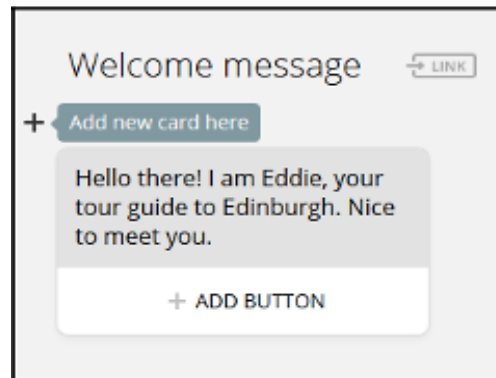 Welcome message
LINK
+ Add new card here
Hello there! I am Eddie, your
tour guide to Edinburgh. Nice
to meet you.
+ ADD BUTTON